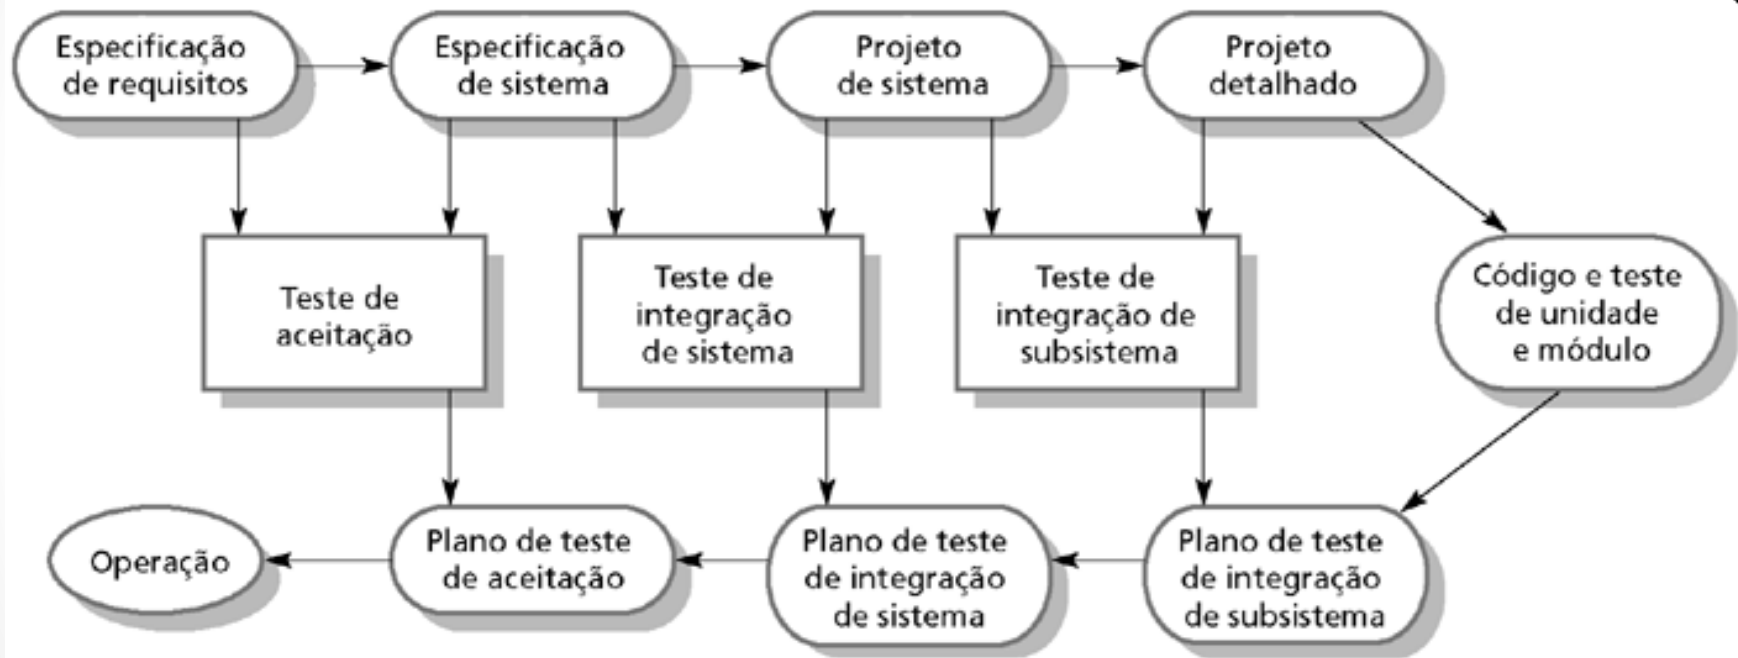 Especificação
de requisitos
Especificação
de sistema
Projeto
de sistema
Projeto
detalhado
Teste de
aceitação
Teste de
integração
de sistema
Teste de
integração de
subsistema
Código e teste
de unidade
e módulo
Operação
Plano de teste
de aceitação
Plano de teste
de integração
de sistema
Plano de teste
de integração
de subsistema